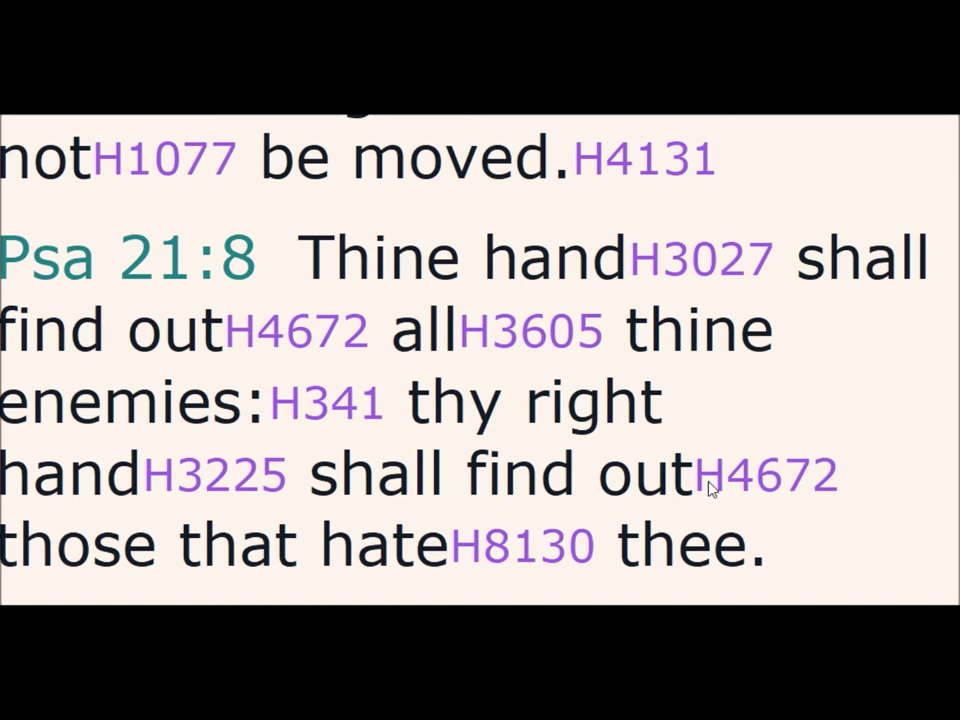 notH1077 be moved.H4131
Psa 21:8 Thine handH3027 shall
find outH4672 allH3605 thine
enemies:H341 thy right
handH3225 shall find outH4672
those that hateH8130 thee.